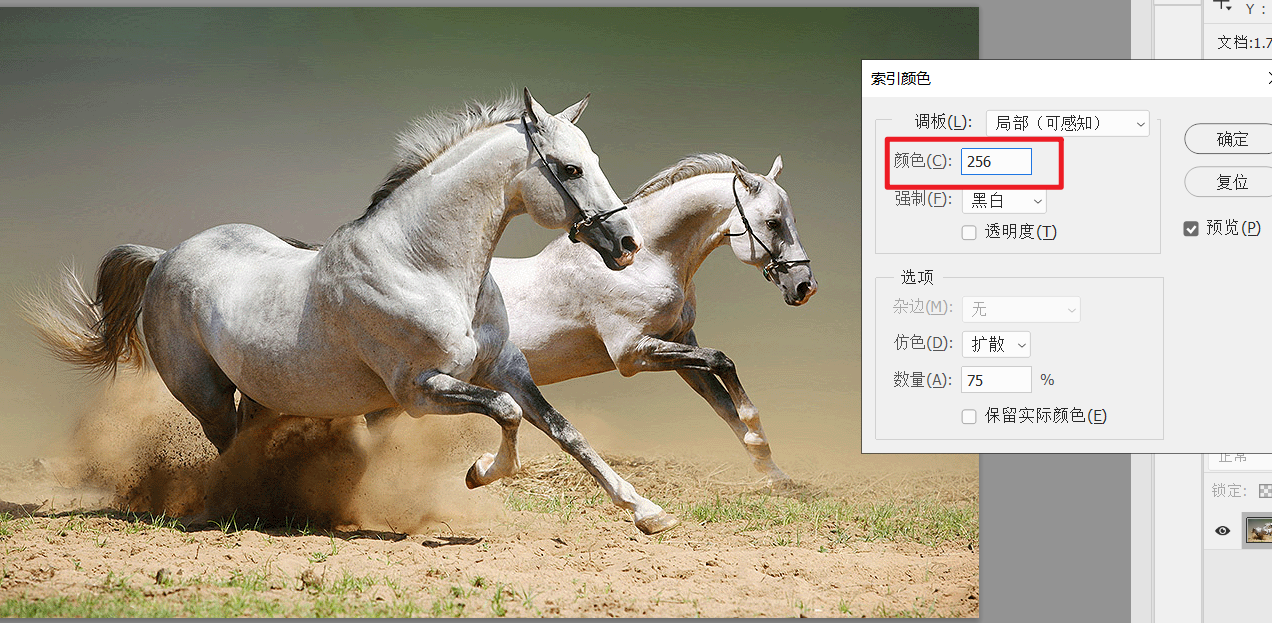 Y :
文档:1.7
索引颜色
调板(L): 局部（可感知）
确定
颜色(C): 256
复位
强制(F): 黑白
预览(P)
透明度(T)
选项
杂边(M): 无
仿色(D): 扩散
数量(A): 75 %
保留实际颜色(E)
正常
锁定: